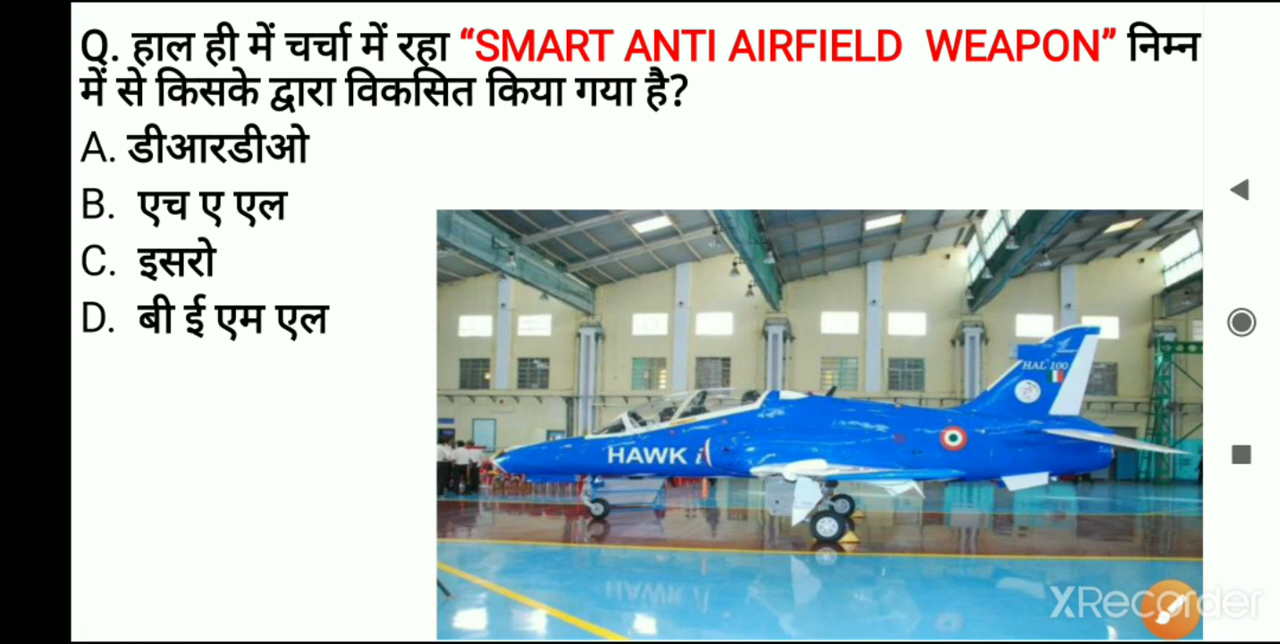 Q. हाल ही में चर्चा में रहा “SMART ANTI AIRFIELD WEAPON” निम्न
में से किसके द्वारा विकसित किया गया है?
A. डीआरडीओ
B. एच ए एल
C. इसरो
D. बी ई एम एल
HAL 100
HAWK i
XRecorder